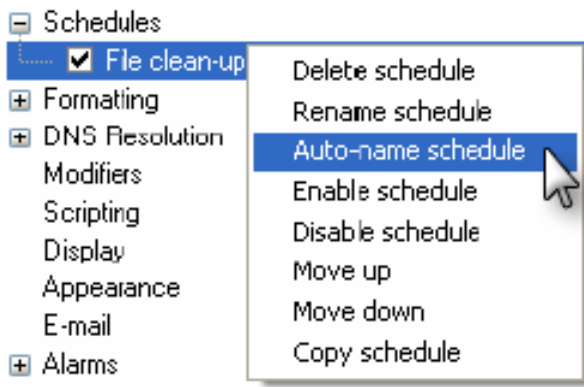 Schedules
File clean-up
Formatting
DNS Resolution
Modifiers
Scripting
Display
Appearance
E-mail
Alarms
Delete schedule
Rename schedule
Auto-name schedule
Enable schedule
Disable schedule
Move up
Move down
Copy schedule